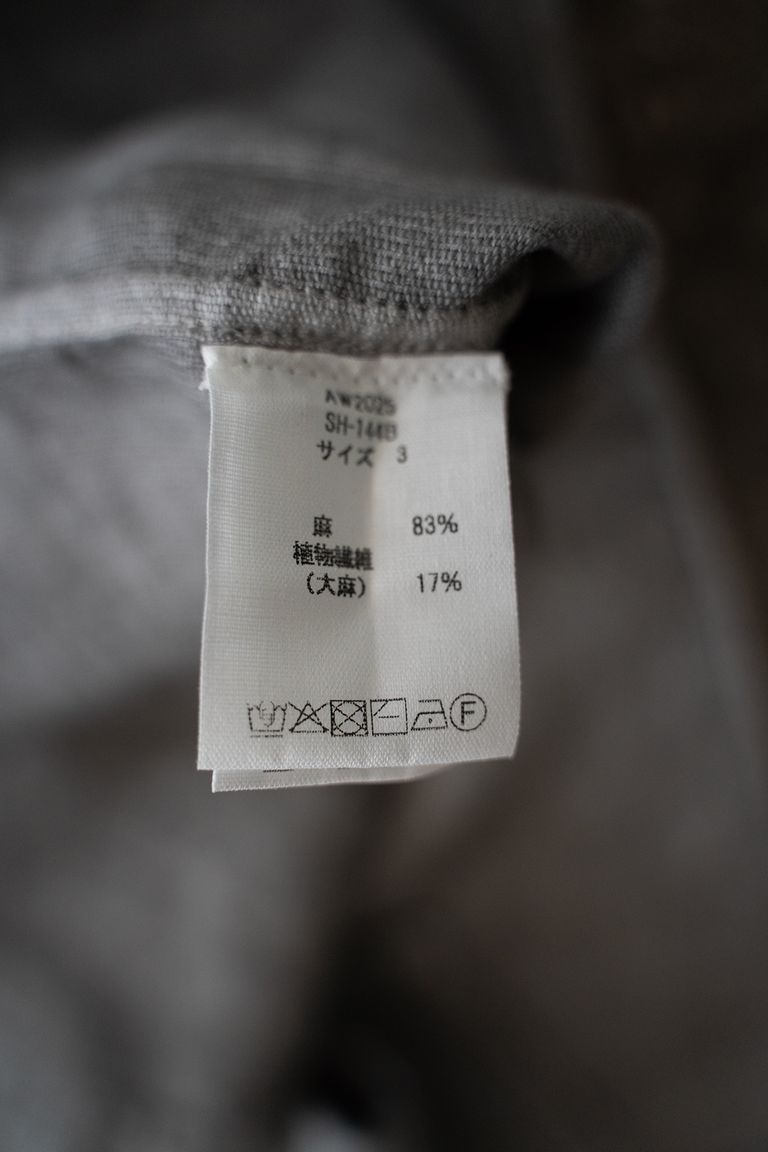 AW2025
SH-144B
サイズ 3
麻 83%
植物繊維
(大麻) 17%
F